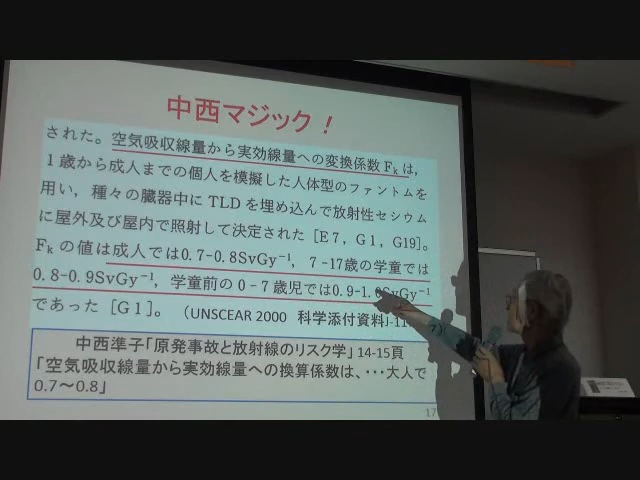 中西マジック!
された。空気吸収線量から実効線量への変換係数Fkは,
1歳から成人までの個人を模擬した人体型のファントムを
用い，種々の臓器中にTLDを埋め込んで放射性セシウム
に屋外及び屋内で照射して決定された［E7，G1，G19］。
Fkの値は成人では0.7-0.8SvGy⁻¹，7-17歳の学童では
0.8-0.9SvGy⁻¹，学童前の0-7歳児では0.9-1.0SvGy⁻¹
であった［G1］。（UNSCEAR 2000 科学添付資料J-11
中西準子「原発事故と放射線のリスク学」14-15頁
「空気吸収線量から実効線量への換算係数は、・・・大人で
0.7～0.8」
17